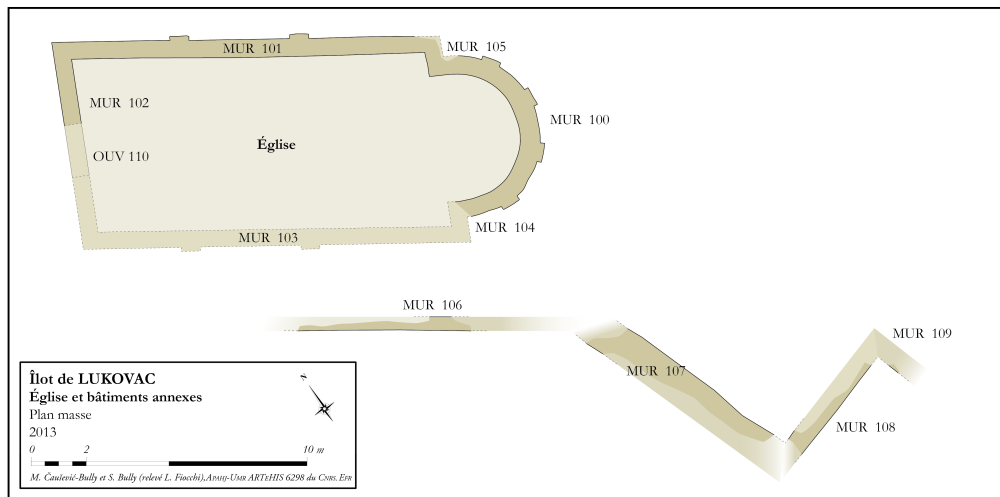 MUR 101
MUR 105
MUR 102
MUR 100
Église
OUV 110
MUR 104
MUR 103
MUR 106
MUR 109
MUR 107
MUR 108
Îlot de LUKOVAC
Église et bâtiments annexes
Plan masse
2013
N
0 2 10 m
M. Čaušević-Bully et S. Bully (relevé L. Fiocchi), APAHJ-UMR ARTEHIS 6298 du CNRS. EFR